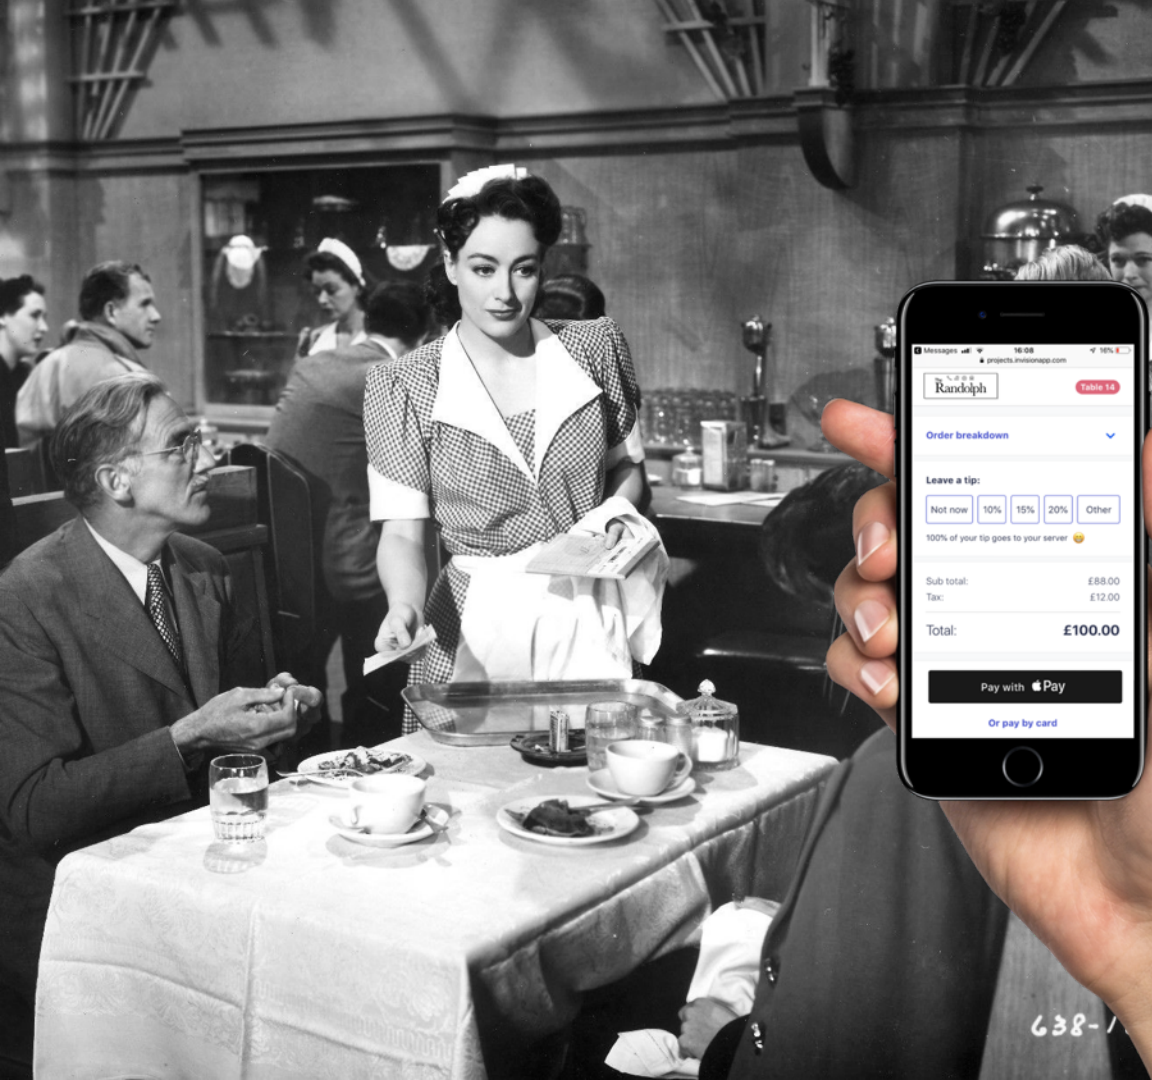 Messages 16:08 16%
projects.invisionapp.com
The Randolph
Table 14
Order breakdown
Leave a tip:
Not now 10% 15% 20% Other
100% of your tip goes to your server 😋
Sub total: £88.00
Tax: £12.00
Total: £100.00
Pay with Pay
Or pay by card
638-1